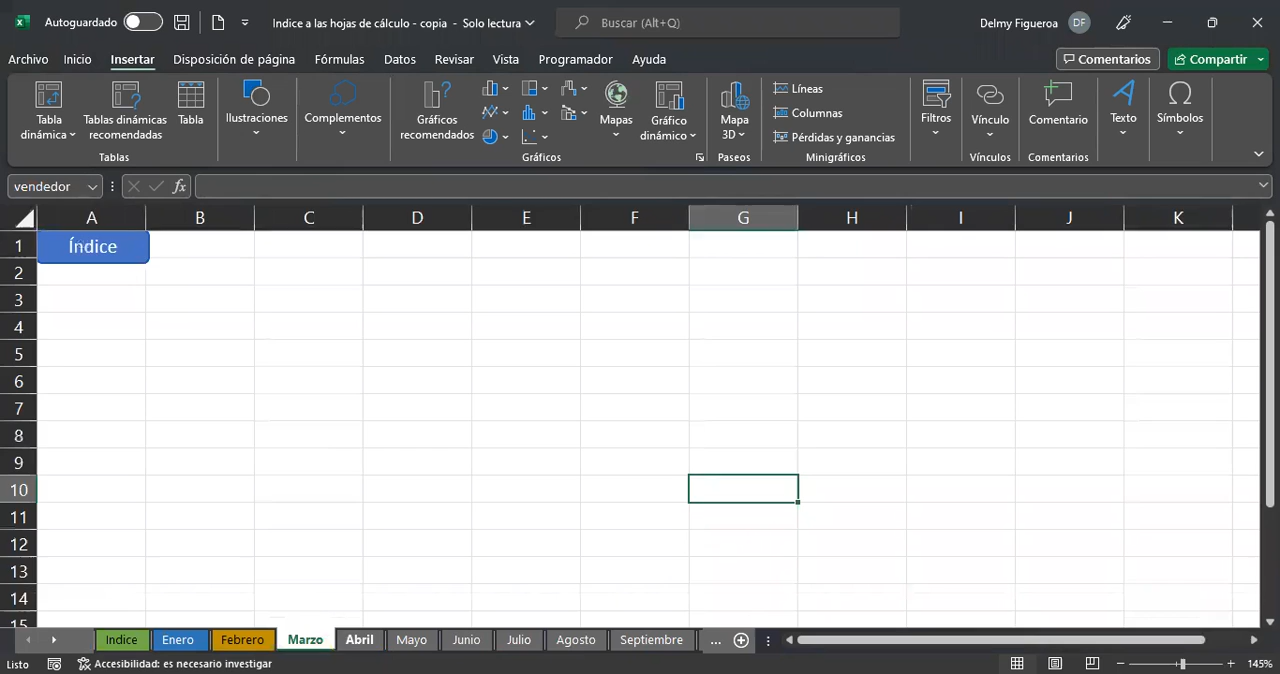 Autoguardado
Indice a las hojas de cálculo - copia - Solo lectura
Buscar (Alt+Q)
Delmy Figueroa DF
Archivo Inicio Insertar Disposición de página Fórmulas Datos Revisar Vista Programador Ayuda
Comentarios Compartir
Tabla dinámica
Tablas dinámicas recomendadas
Tabla
Tablas
Ilustraciones
Complementos
Gráficos recomendados
Mapas
Gráfico dinámico
Gráficos
Mapa 3D
Paseos
Líneas
Columnas
Pérdidas y ganancias
Minigráficos
Filtros
Vínculo
Vínculos
Comentario
Comentarios
Texto
Símbolos
vendedor fx
A B C D E F G H I J K
1 Índice
2
3
4
5
6
7
8
9
10
11
12
13
14
15
Indice Enero Febrero Marzo Abril Mayo Junio Julio Agosto Septiembre ...
Listo Accesibilidad: es necesario investigar 145%